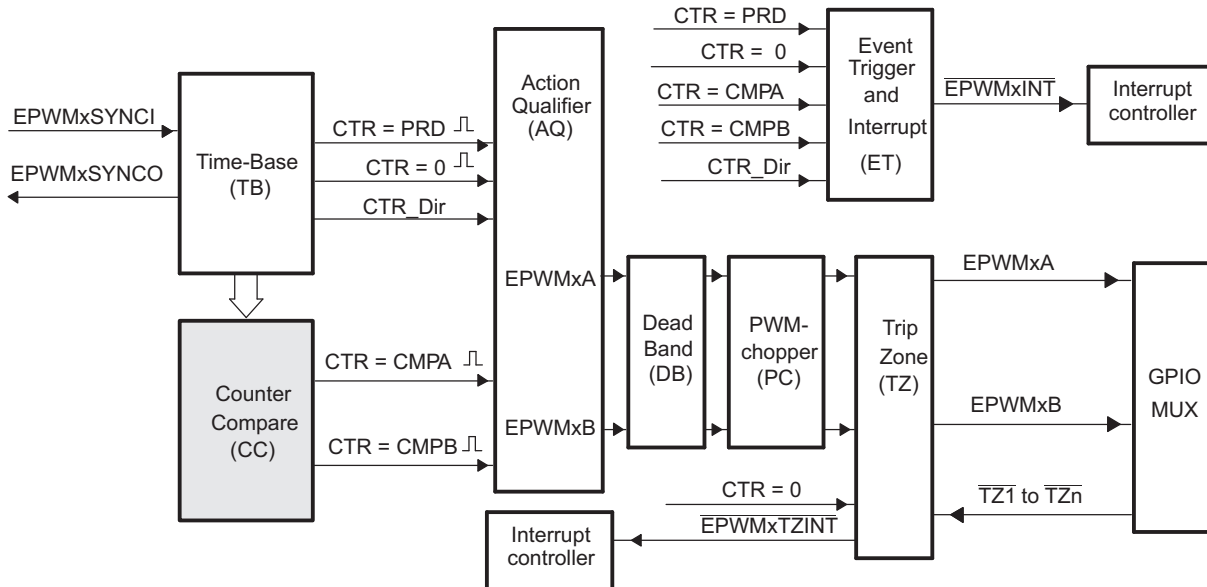 EPWMxSYNCI
EPWMxSYNCO
Time-Base
(TB)
CTR = PRD
CTR = 0
CTR_Dir
Counter
Compare
(CC)
CTR = CMPA
CTR = CMPB
Action
Qualifier
(AQ)
EPWMxA
EPWMxB
CTR = PRD
CTR = 0
CTR = CMPA
CTR = CMPB
CTR_Dir
Event
Trigger
and
Interrupt
(ET)
EPWMxINT
Interrupt
controller
Dead
Band
(DB)
PWM-
chopper
(PC)
Trip
Zone
(TZ)
EPWMxA
EPWMxB
TZ1 to TZn
GPIO
MUX
CTR = 0
EPWMxTZINT
Interrupt
controller